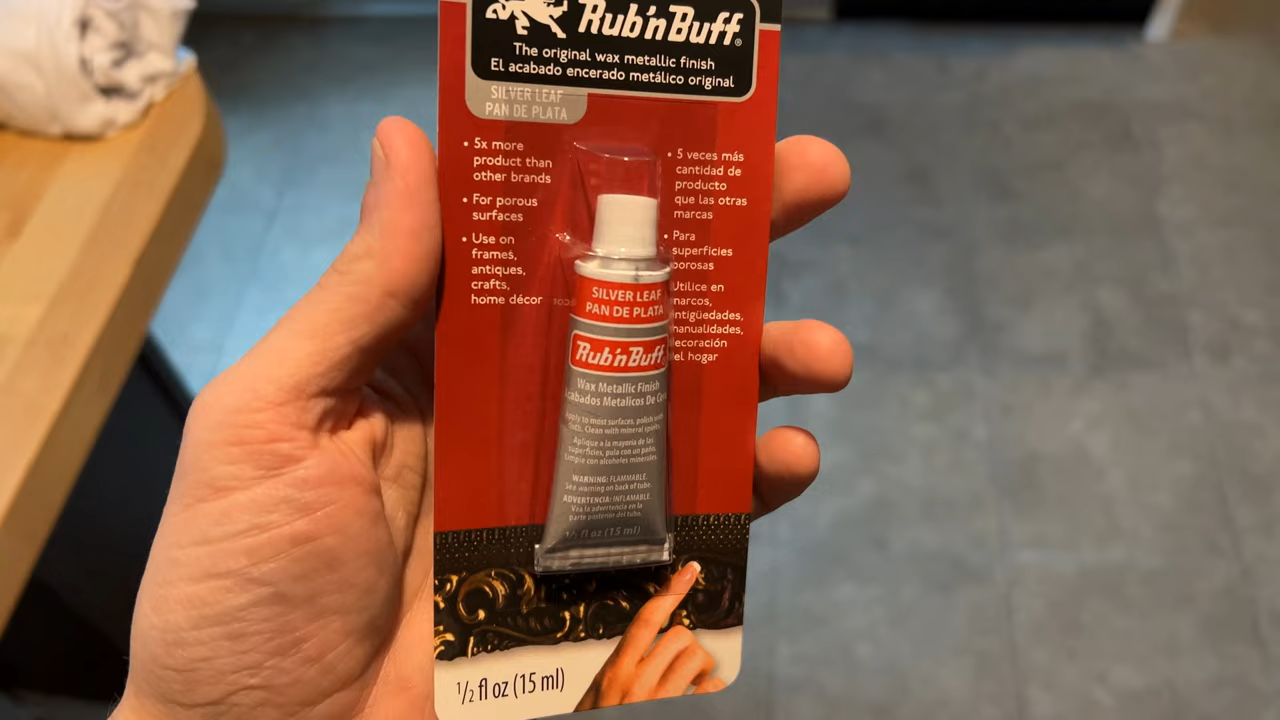 Rub'n Buff®
The original wax metallic finish
El acabado encerado metálico original
SILVER LEAF
PAN DE PLATA
• 5x more
product than
other brands
• For porous
surfaces
• Use on
frames,
antiques,
crafts,
home décor
• 5 veces más
cantidad de
producto
que las otras
marcas
• Para
superficies
porosas
Utilice en
marcos,
antigüedades,
manualidades,
decoración
del hogar
SILVER LEAF
PAN DE PLATA
Rub'n Buff
Wax Metallic Finish
Acabados Metalicos De Cera
Apply to most surfaces, polish with
cloth. Clean with mineral spirits.
Aplique a la mayoría de las
superficies, pula con un paño.
Limpie con alcoholes minerales.
WARNING: FLAMMABLE.
See warning on back of tube.
ADVERTENCIA: INFLAMABLE.
Vea la advertencia en la
parte posterior del tubo.
1/2 fl oz (15 ml)
1/2 fl oz (15 ml)